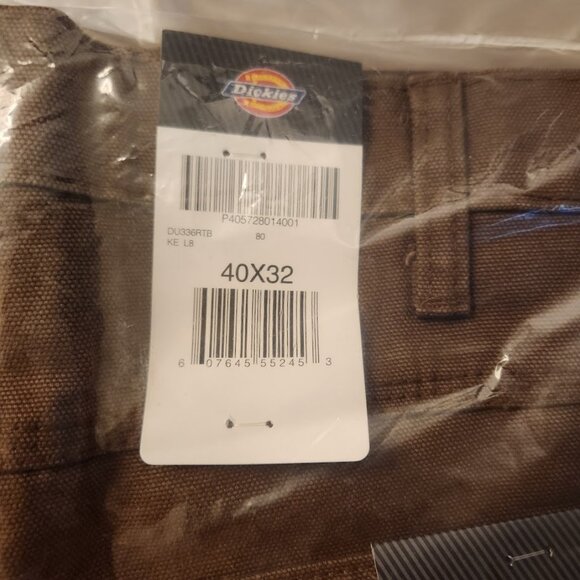 Dickies
P405728014001
DU336RTB 80
KE L8
40X32
6 07645 55245 3